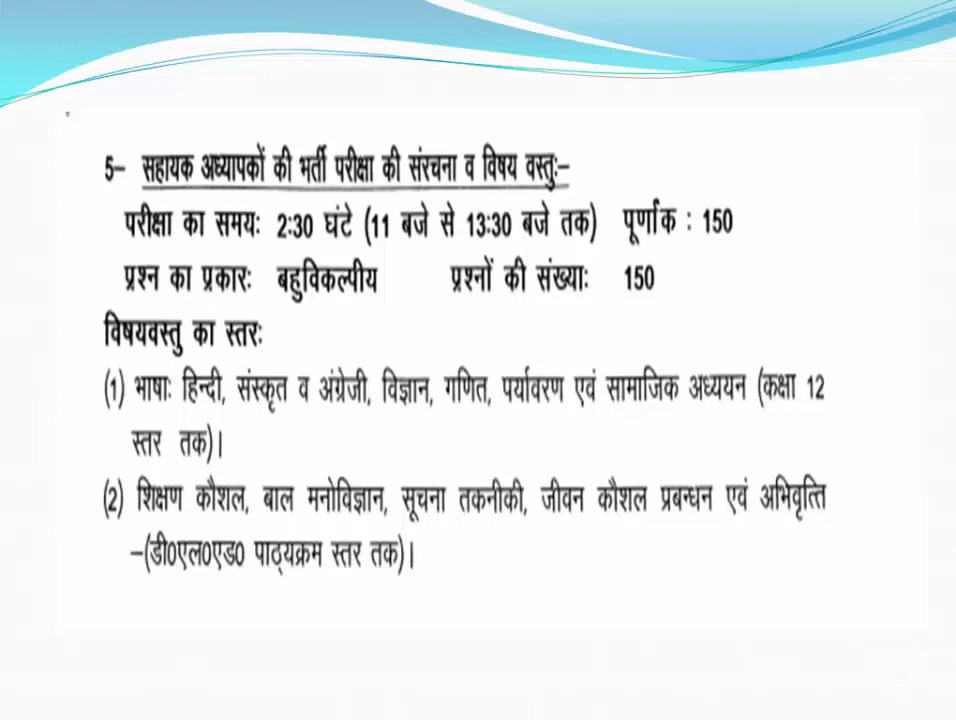 5– सहायक अध्यापकों की भर्ती परीक्षा की संरचना व विषय वस्तुः–
परीक्षा का समयः 2:30 घंटे (11 बजे से 13:30 बजे तक) पूर्णांक : 150
प्रश्न का प्रकारः बहुविकल्पीय प्रश्नों की संख्याः 150
विषयवस्तु का स्तरः
(1) भाषाः हिन्दी, संस्कृत व अंग्रेजी, विज्ञान, गणित, पर्यावरण एवं सामाजिक अध्ययन (कक्षा 12
स्तर तक)।
(2) शिक्षण कौशल, बाल मनोविज्ञान, सूचना तकनीकी, जीवन कौशल प्रबन्धन एवं अभिवृत्ति
–(डी0एल0एड0 पाठ्यक्रम स्तर तक)।